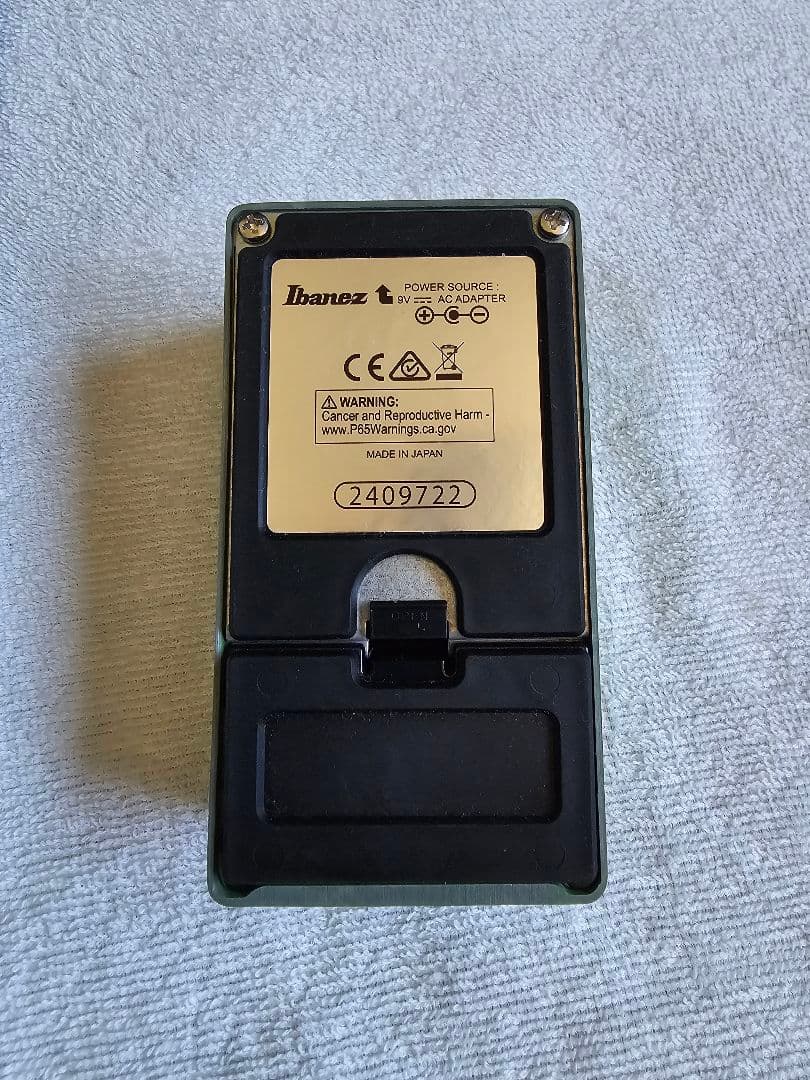 Ibanez
POWER SOURCE :
9V AC ADAPTER
+ -
CE
WARNING:
Cancer and Reproductive Harm -
www.P65Warnings.ca.gov
MADE IN JAPAN
2409722
OPEN